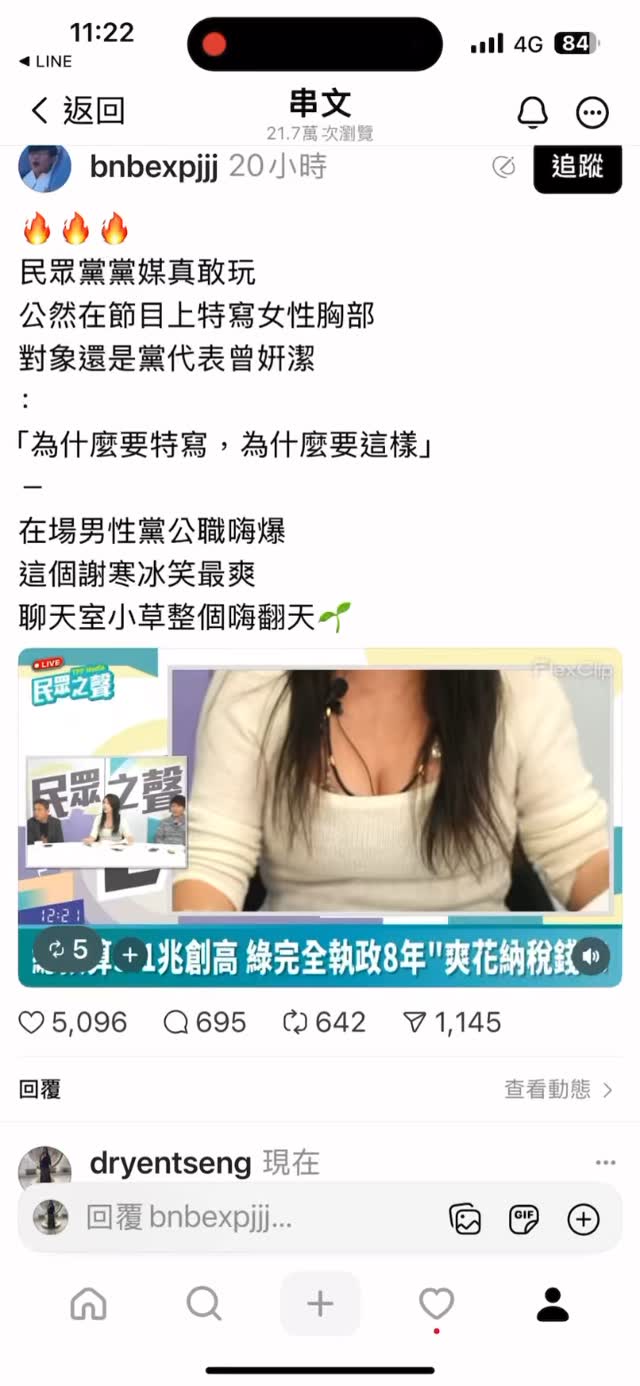 11:22
4G 84
◀ LINE
返回
串文
21.7萬 次瀏覽
bnbexpjjj 20小時
追蹤
🔥🔥🔥
民眾黨黨媒真敢玩
公然在節目上特寫女性胸部
對象還是黨代表曾姸潔
：
「為什麼要特寫，為什麼要這樣」
—
在場男性黨公職嗨爆
這個謝寒冰笑最爽
聊天室小草整個嗨翻天🌱
LIVE
TPP Media
民眾之聲
FlexClip
民眾之聲
12:21
1兆創高 綠完全執政8年"爽花納稅錢
5
5,096 695 642 1,145
回覆
查看動態 >
dryentseng 現在
回覆 bnbexpjjj...
GIF